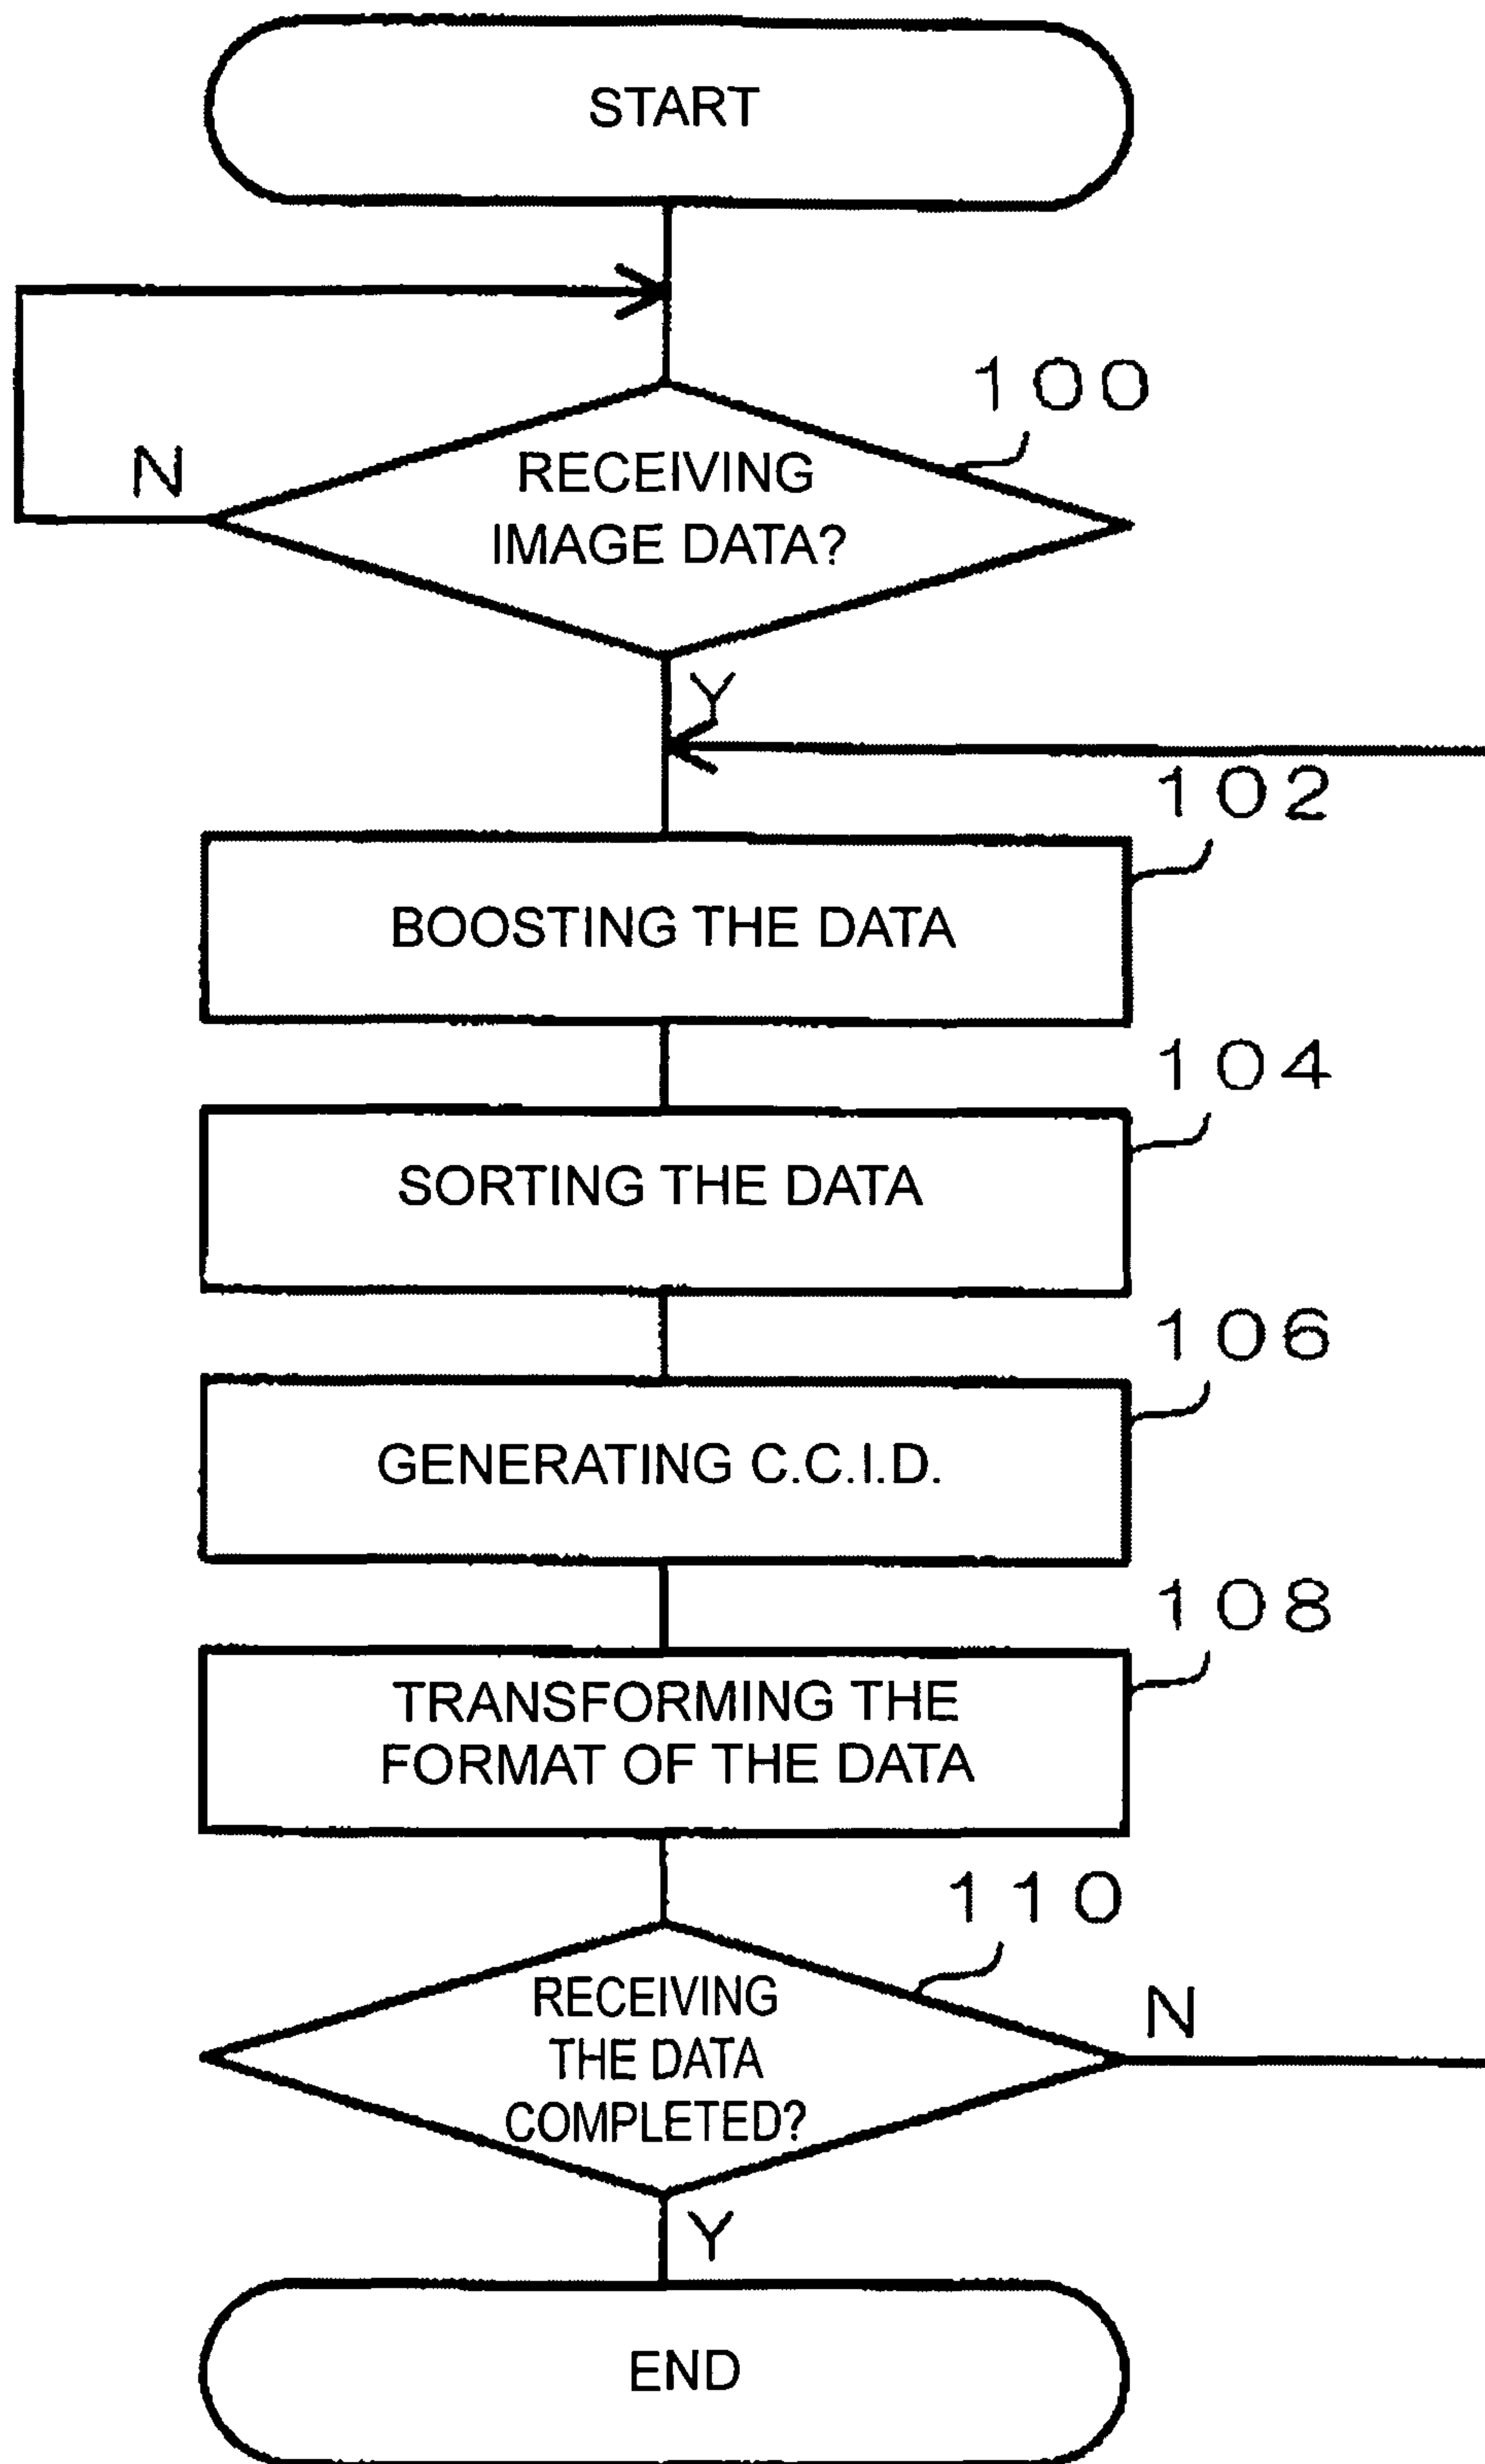 START
100
N
RECEIVING
IMAGE DATA?
Y
102
BOOSTING THE DATA
104
SORTING THE DATA
106
GENERATING C.C.I.D.
108
TRANSFORMING THE
FORMAT OF THE DATA
110
RECEIVING
THE DATA
COMPLETED?
N
Y
END